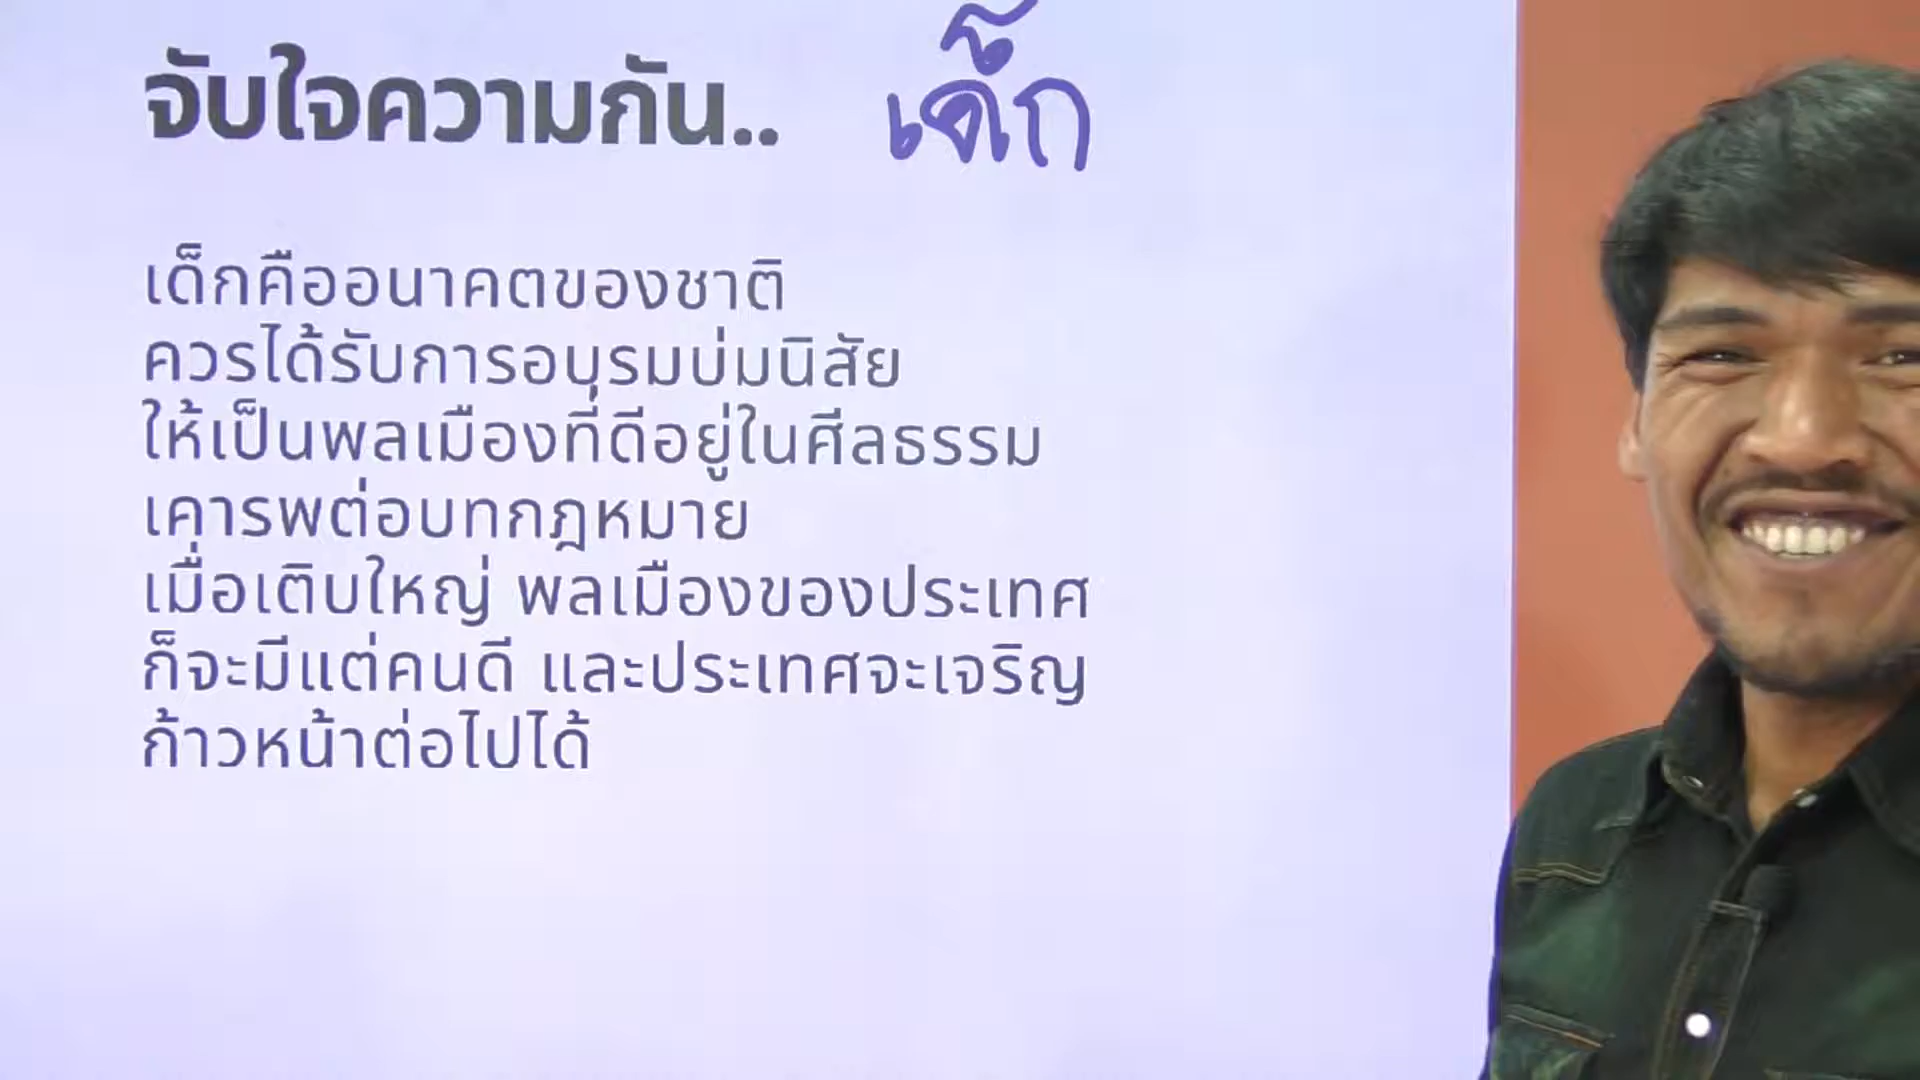 จับใจความกัน.. เด็ก
เด็กคืออนาคตของชาติ
ควรได้รับการอบรมบ่มนิสัย
ให้เป็นพลเมืองที่ดีอยู่ในศีลธรรม
เคารพต่อบทกฎหมาย
เมื่อเติบใหญ่ พลเมืองของประเทศ
ก็จะมีแต่คนดี และประเทศจะเจริญ
ก้าวหน้าต่อไปได้